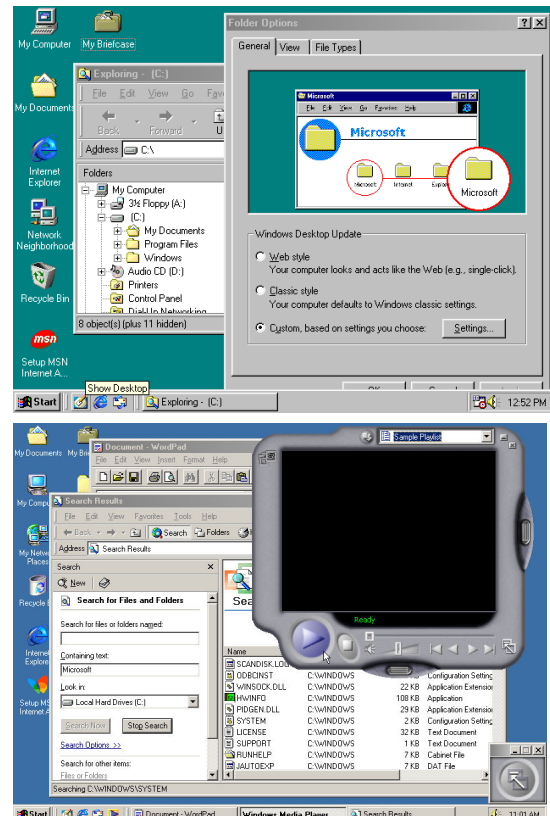 My Computer
My Briefcase
My Documents
Internet
Explorer
Network
Neighborhood
Recycle Bin
msn
Setup MSN
Internet A...
Exploring - (C:)
File Edit View Go
Back Forward
Address C:\
Folders
My Computer
3½ Floppy (A:)
(C:)
My Documents
Program Files
Windows
Audio CD (D:)
Printers
Control Panel
Dial-Up Networking
8 object(s) (plus 11 hidden)
Folder Options
General View File Types
Microsoft
File Edit View Go Favorites Help
Microsoft
Microsoft Internet
Microsoft
Windows Desktop Update
Web style
Your computer looks and acts like the Web (e.g., single-click).
Classic style
Your computer defaults to Windows classic settings.
Custom, based on settings you choose: Settings...
Show Desktop
Start Exploring - (C:) 12:52 PM
My Documents
Document - WordPad
File Edit View Insert Format Help
Search Results
File Edit View Favorites Tools Help
Back Search Folders
Address Search Results
Search
New
Search for Files and Folders
Search for files or folders named:
Containing text:
Microsoft
Look in:
Local Hard Drives (C:)
Search Now Stop Search
Search Options >>
Search for other items:
Files or Folders
Searching C:\WINDOWS\SYSTEM
Name
SCANDISK.LOG
ODBCINST C:\WINDOWS Configuration Setting
WINSOCK.DLL C:\WINDOWS 22 KB Application Extension
HWINFO C:\WINDOWS 108 KB Application
PIDGEN.DLL C:\WINDOWS 29 KB Application Extension
SYSTEM C:\WINDOWS 2 KB Configuration Setting
LICENSE C:\WINDOWS 32 KB Text Document
SUPPORT C:\WINDOWS 1 KB Text Document
RUNHELP C:\WINDOWS 7 KB Cabinet File
JAUTOEXP C:\WINDOWS 7 KB DAT File
Sample Playlist
Ready
Start Document - WordPad Windows Media Player Search Results 11:01 AM